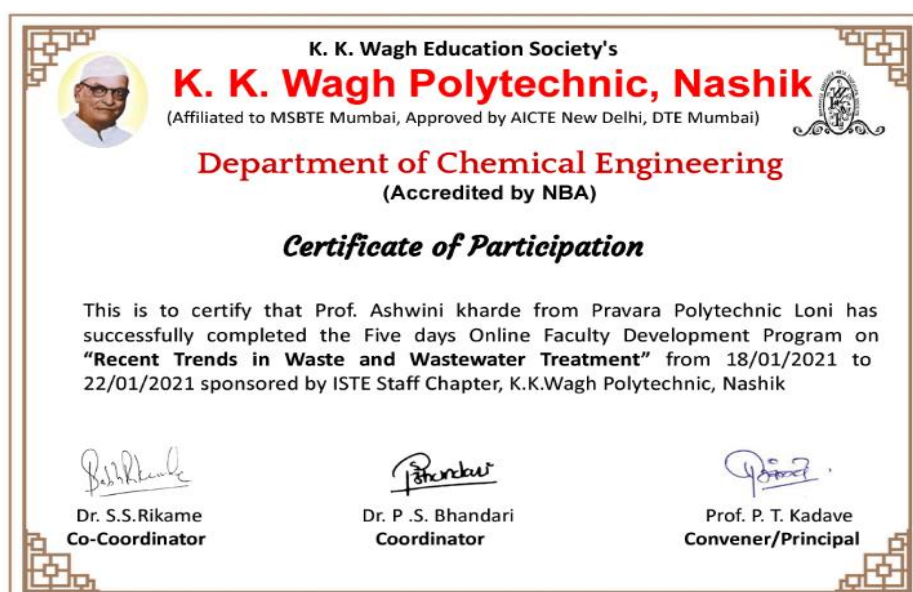 K. K. Wagh Education Society's
K. K. Wagh Polytechnic, Nashik
(Affiliated to MSBTE Mumbai, Approved by AICTE New Delhi, DTE Mumbai)
Department of Chemical Engineering
(Accredited by NBA)
Certificate of Participation
This is to certify that Prof. Ashwini kharde from Pravara Polytechnic Loni has
successfully completed the Five days Online Faculty Development Program on
“Recent Trends in Waste and Wastewater Treatment” from 18/01/2021 to
22/01/2021 sponsored by ISTE Staff Chapter, K.K.Wagh Polytechnic, Nashik
Dr. S.S.Rikame
Co-Coordinator
Dr. P .S. Bhandari
Coordinator
Prof. P. T. Kadave
Convener/Principal